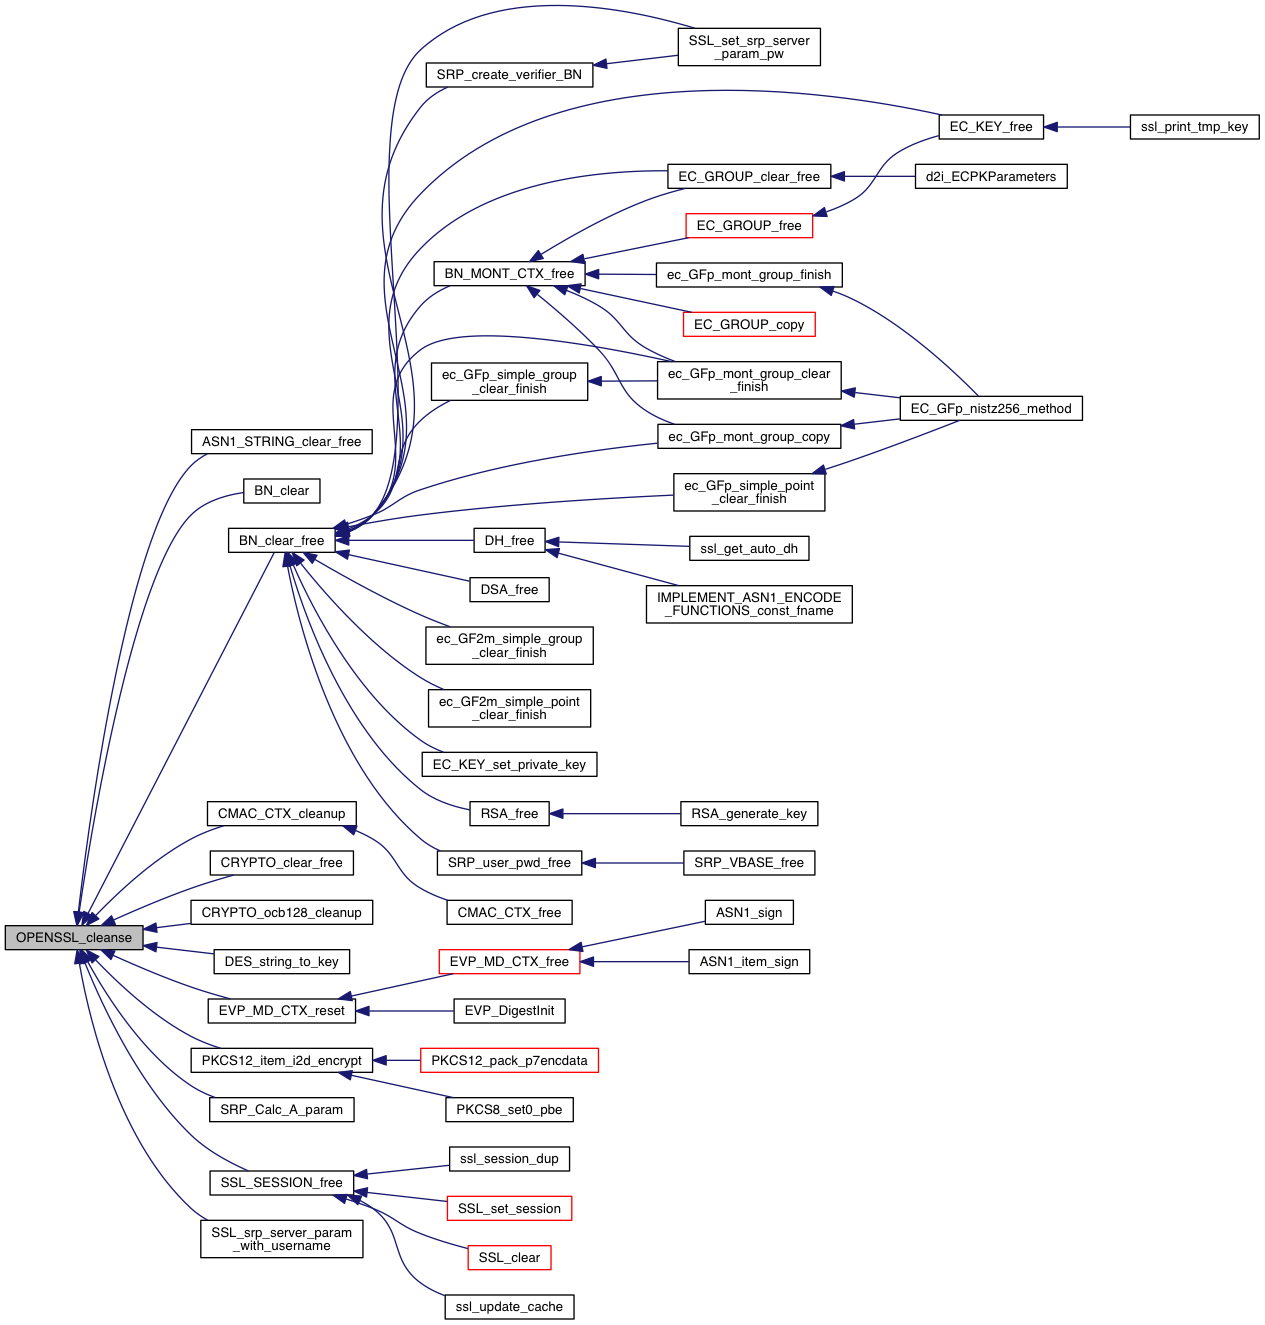 SSL_set_srp_server
_param_pw
SRP_create_verifier_BN
EC_KEY_free
ssl_print_tmp_key
EC_GROUP_clear_free
d2i_ECPKParameters
EC_GROUP_free
BN_MONT_CTX_free
ec_GFp_mont_group_finish
EC_GROUP_copy
ec_GFp_simple_group
_clear_finish
ec_GFp_mont_group_clear
_finish
EC_GFp_nistz256_method
ec_GFp_mont_group_copy
ASN1_STRING_clear_free
BN_clear
ec_GFp_simple_point
_clear_finish
BN_clear_free
DH_free
ssl_get_auto_dh
DSA_free
IMPLEMENT_ASN1_ENCODE
_FUNCTIONS_const_fname
ec_GF2m_simple_group
_clear_finish
ec_GF2m_simple_point
_clear_finish
EC_KEY_set_private_key
CMAC_CTX_cleanup
RSA_free
RSA_generate_key
CRYPTO_clear_free
SRP_user_pwd_free
SRP_VBASE_free
CRYPTO_ocb128_cleanup
CMAC_CTX_free
ASN1_sign
OPENSSL_cleanse
DES_string_to_key
EVP_MD_CTX_free
ASN1_item_sign
EVP_MD_CTX_reset
EVP_DigestInit
PKCS12_item_i2d_encrypt
PKCS12_pack_p7encdata
SRP_Calc_A_param
PKCS8_set0_pbe
ssl_session_dup
SSL_SESSION_free
SSL_set_session
SSL_srp_server_param
_with_username
SSL_clear
ssl_update_cache